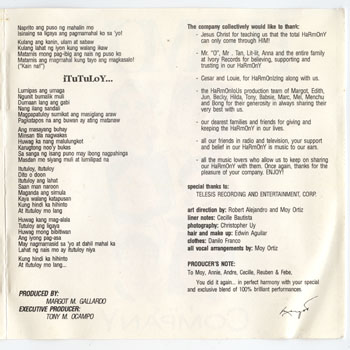 Naprito ang puso ng mahalin mo
Isinapito sa ligaya ang pagmamahal ko sa 'yo!
Kulang ang kanin, ulam at sabaw
Kulang lahat ng iyon kung walang ikaw
Matamis mong pag-ibig ang nais ng puso ko
Matamis ang magmahal kung tayo ang magkasalo!
("Kain na!")
iTuTuLoY...
Lumipas ang umaga
Ngunit bumalik muli
Dumaan lang ang gabi
Nang ilang sandali
Magpapatuloy sumikat ang masiglang araw
Pagkatapos na ang buwan ay ating matanaw
Ang masayang buhay
Minsan tila nagwakas
Huwag ka nang malulungkot
Kanugtong noo'y bukas
Sa sanga ng isang puno may ibong nagpahinga
Masdan mo siyang muli at lumilipad na
Itutuloy, itutuloy
Dito o doon
Itutuloy ang lahat
Saan man naroon
Maganda ang simula
Kaya walang katapusan
Kung hindi ka hihinto
At itutuloy mo lang
Huwag kang mag-alala
Tutuloy ang ligaya
Huwag mong bibitiwan
Ang iyong pag-asa
May nagmamasid sa 'yo at dahil mahal ka
Lahat ng nais mo ay itutuloy niya
Kung hindi ka hihinto
At itutuloy mo lang...
PRODUCED BY:
MARGOT M. GALLARDO
EXECUTIVE PRODUCER:
TONY M. OCAMPO
The company collectively would like to thank:
- Jesus Christ for teaching us that the total HaRmOnY
can only come through HIM!!
- Mr. "O", Mr. Tan, Lit-lit, Anna and the entire family
at Ivory Records for believing, supporting and
trusting in our HaRmOnY
- Cesar and Louie, for HaRmOnizing along with us.
- the HaRmOnIoUs production team of Margot, Edith,
Jun, Becky, Hilda, Tony, Babsie, Marc, Mel, Menchu
and Bong for their generosity in always sharing their
very best with us.
- our dearest families and friends for giving and
keeping the HaRmOnY in our lives.
- all our friends in radio and television, your support
and belief in our HaRmOnY is music to our ears.
- all the music lovers who allow us to keep on sharing
our HaRmOnY with them. Once again, thanks for the
pleasure of your company. ENJOY!
special thanks to:
TELESIS RECORDING AND ENTERTAINMENT, CORP.
art direction by: Robert Alejandro and Moy Ortiz
liner notes: Cecille Bautista
photography: Christopher Uy
hair and make up: Edwin Aguilar
clothes: Danilo Franco
all vocal arrangements by: Moy Ortiz
PRODUCER'S NOTE:
To Moy, Annie, Andre, Cecile, Reuben & Febe,
You did it again... in perfect harmony with your special
and exclusive blend of 100% brilliant performances.
Margot